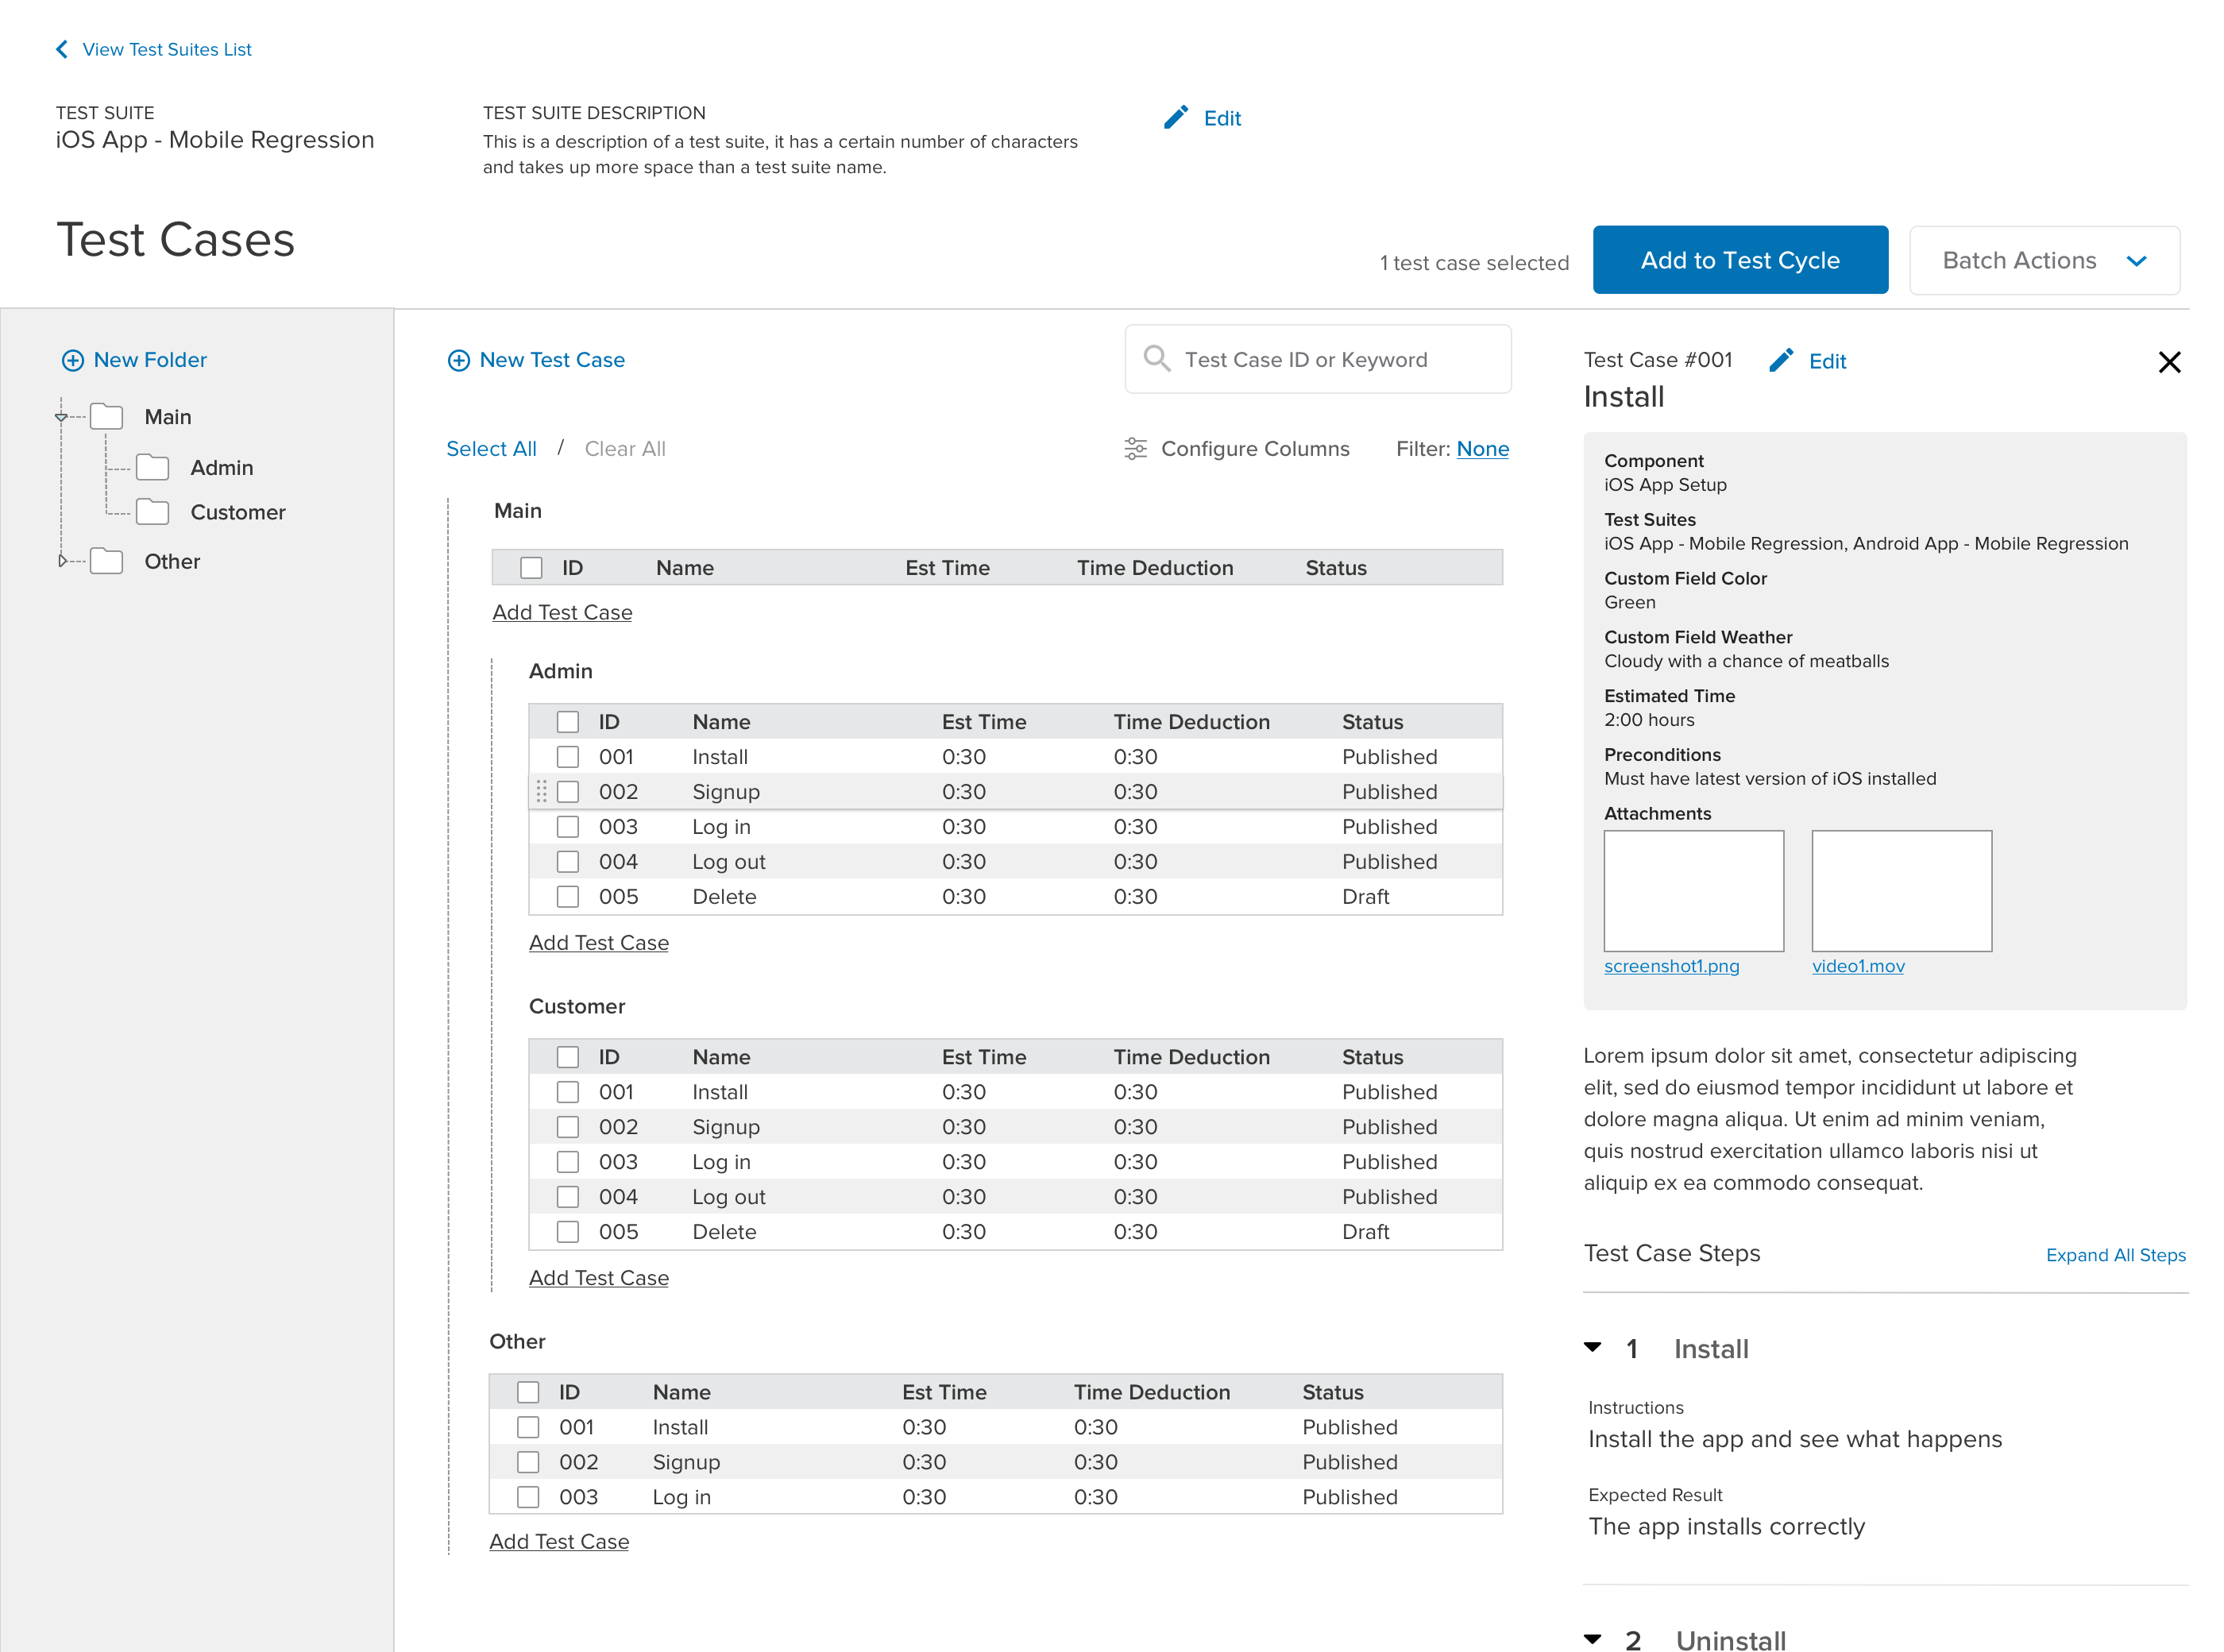 View Test Suites List
TEST SUITE
iOS App - Mobile Regression
TEST SUITE DESCRIPTION
This is a description of a test suite, it has a certain number of characters
and takes up more space than a test suite name.
Edit
Test Cases
1 test case selected
Add to Test Cycle
Batch Actions
New Folder
Main
Admin
Customer
Other
New Test Case
Test Case ID or Keyword
Select All / Clear All
Configure Columns
Filter: None
Main
ID Name Est Time Time Deduction Status
Add Test Case
Admin
ID Name Est Time Time Deduction Status
001 Install 0:30 0:30 Published
002 Signup 0:30 0:30 Published
003 Log in 0:30 0:30 Published
004 Log out 0:30 0:30 Published
005 Delete 0:30 0:30 Draft
Add Test Case
Customer
ID Name Est Time Time Deduction Status
001 Install 0:30 0:30 Published
002 Signup 0:30 0:30 Published
003 Log in 0:30 0:30 Published
004 Log out 0:30 0:30 Published
005 Delete 0:30 0:30 Draft
Add Test Case
Other
ID Name Est Time Time Deduction Status
001 Install 0:30 0:30 Published
002 Signup 0:30 0:30 Published
003 Log in 0:30 0:30 Published
Add Test Case
Test Case #001
Edit
Install
Component
iOS App Setup
Test Suites
iOS App - Mobile Regression, Android App - Mobile Regression
Custom Field Color
Green
Custom Field Weather
Cloudy with a chance of meatballs
Estimated Time
2:00 hours
Preconditions
Must have latest version of iOS installed
Attachments
screenshot1.png
video1.mov
Lorem ipsum dolor sit amet, consectetur adipiscing
elit, sed do eiusmod tempor incididunt ut labore et
dolore magna aliqua. Ut enim ad minim veniam,
quis nostrud exercitation ullamco laboris nisi ut
aliquip ex ea commodo consequat.
Test Case Steps
Expand All Steps
1 Install
Instructions
Install the app and see what happens
Expected Result
The app installs correctly
2 Uninstall